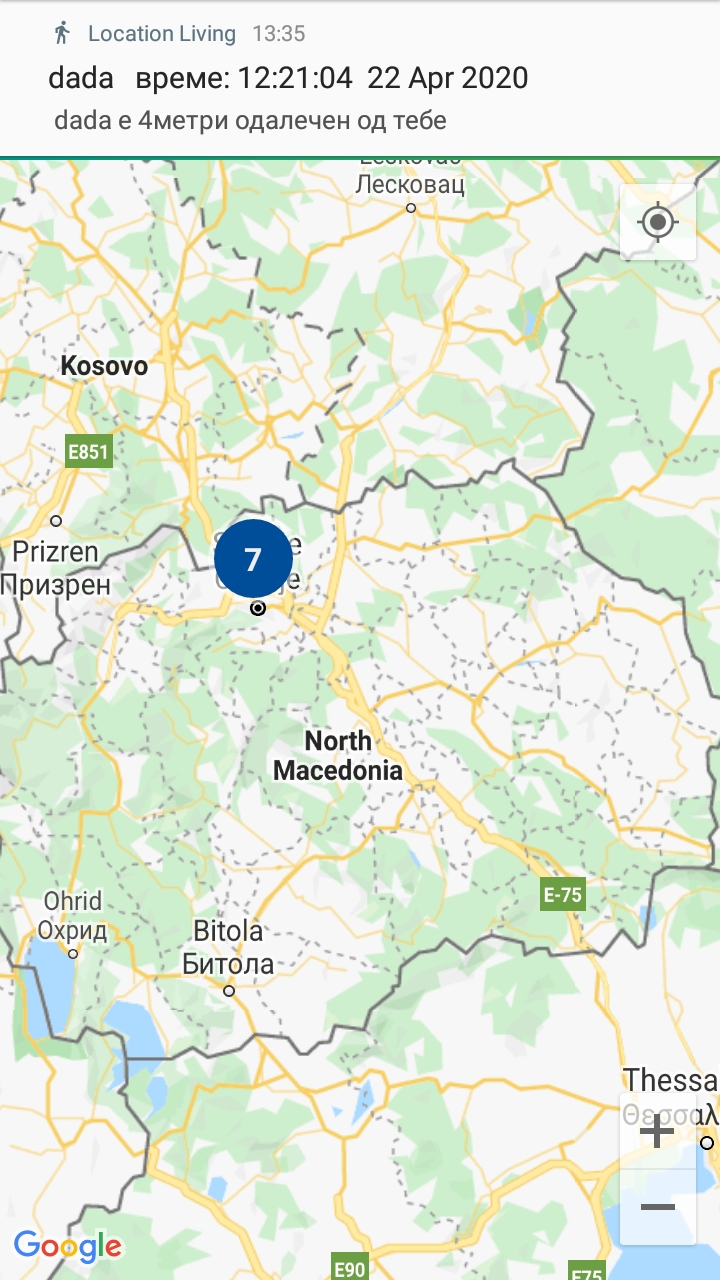 Location Living 13:35
dada време: 12:21:04 22 Apr 2020
dada е 4метри одалечен од тебе
Leskovac
Лесковац
Kosovo
E851
Prizren
Призрен
7
North
Macedonia
E-75
Ohrid
Охрид
Bitola
Битола
Thessa
Θεσσαλ
Google
E90
E75